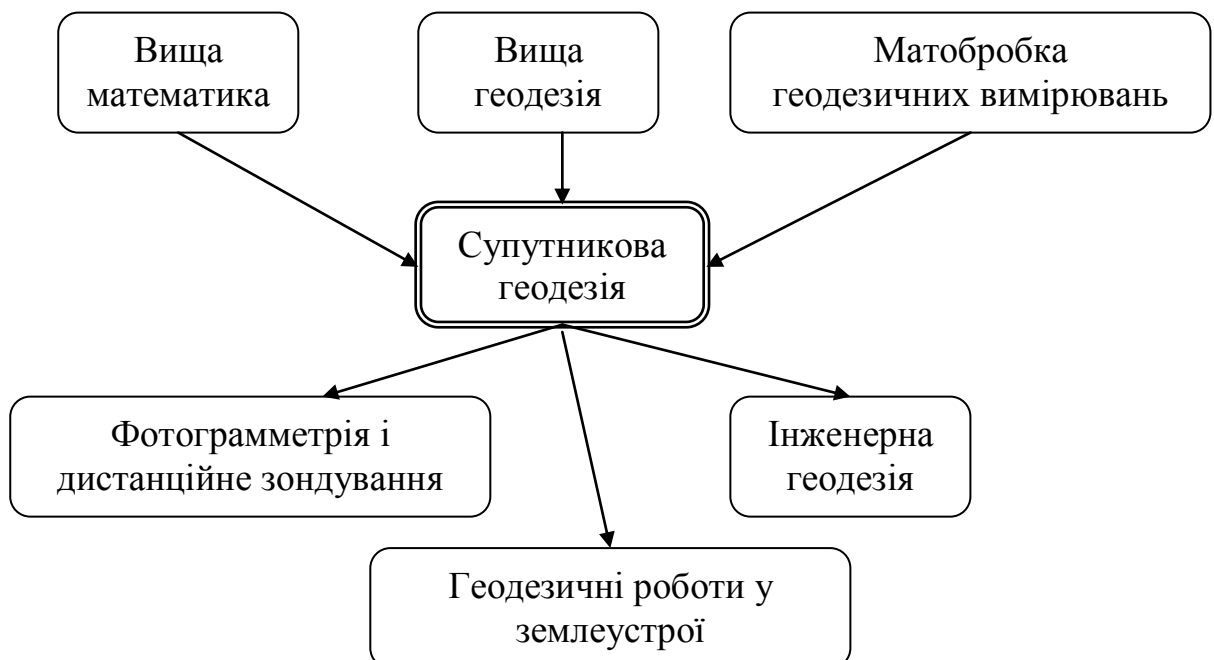 Вища
математика
Вища
геодезія
Матобробка
геодезичних вимірювань
Супутникова
геодезія
Фотограмметрія і
дистанційне зондування
Інженерна
геодезія
Геодезичні роботи у
землеустрої